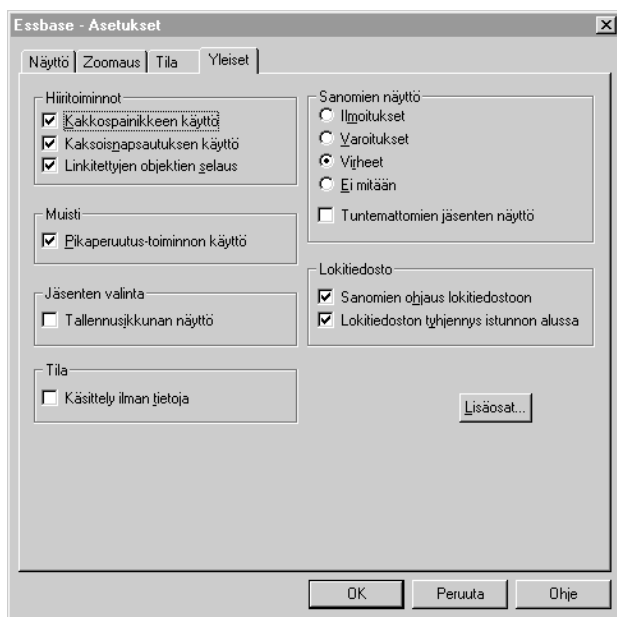 Essbase - Asetukset
Näyttö Zoomaus Tila Yleiset
Hiiritoiminnot
Kakkospainikkeen käyttö
Kaksoisnapsautuksen käyttö
Linkitettyjen objektien selaus
Muisti
Pikaperuutus-toiminnon käyttö
Jäsenten valinta
Tallennusikkunan näyttö
Tila
Käsittely ilman tietoja
Sanomien näyttö
Ilmoitukset
Varoitukset
Virheet
Ei mitään
Tuntemattomien jäsenten näyttö
Lokitiedosto
Sanomien ohjaus lokitiedostoon
Lokitiedoston tyhjennys istunnon alussa
Lisäosat...
OK Peruuta Ohje